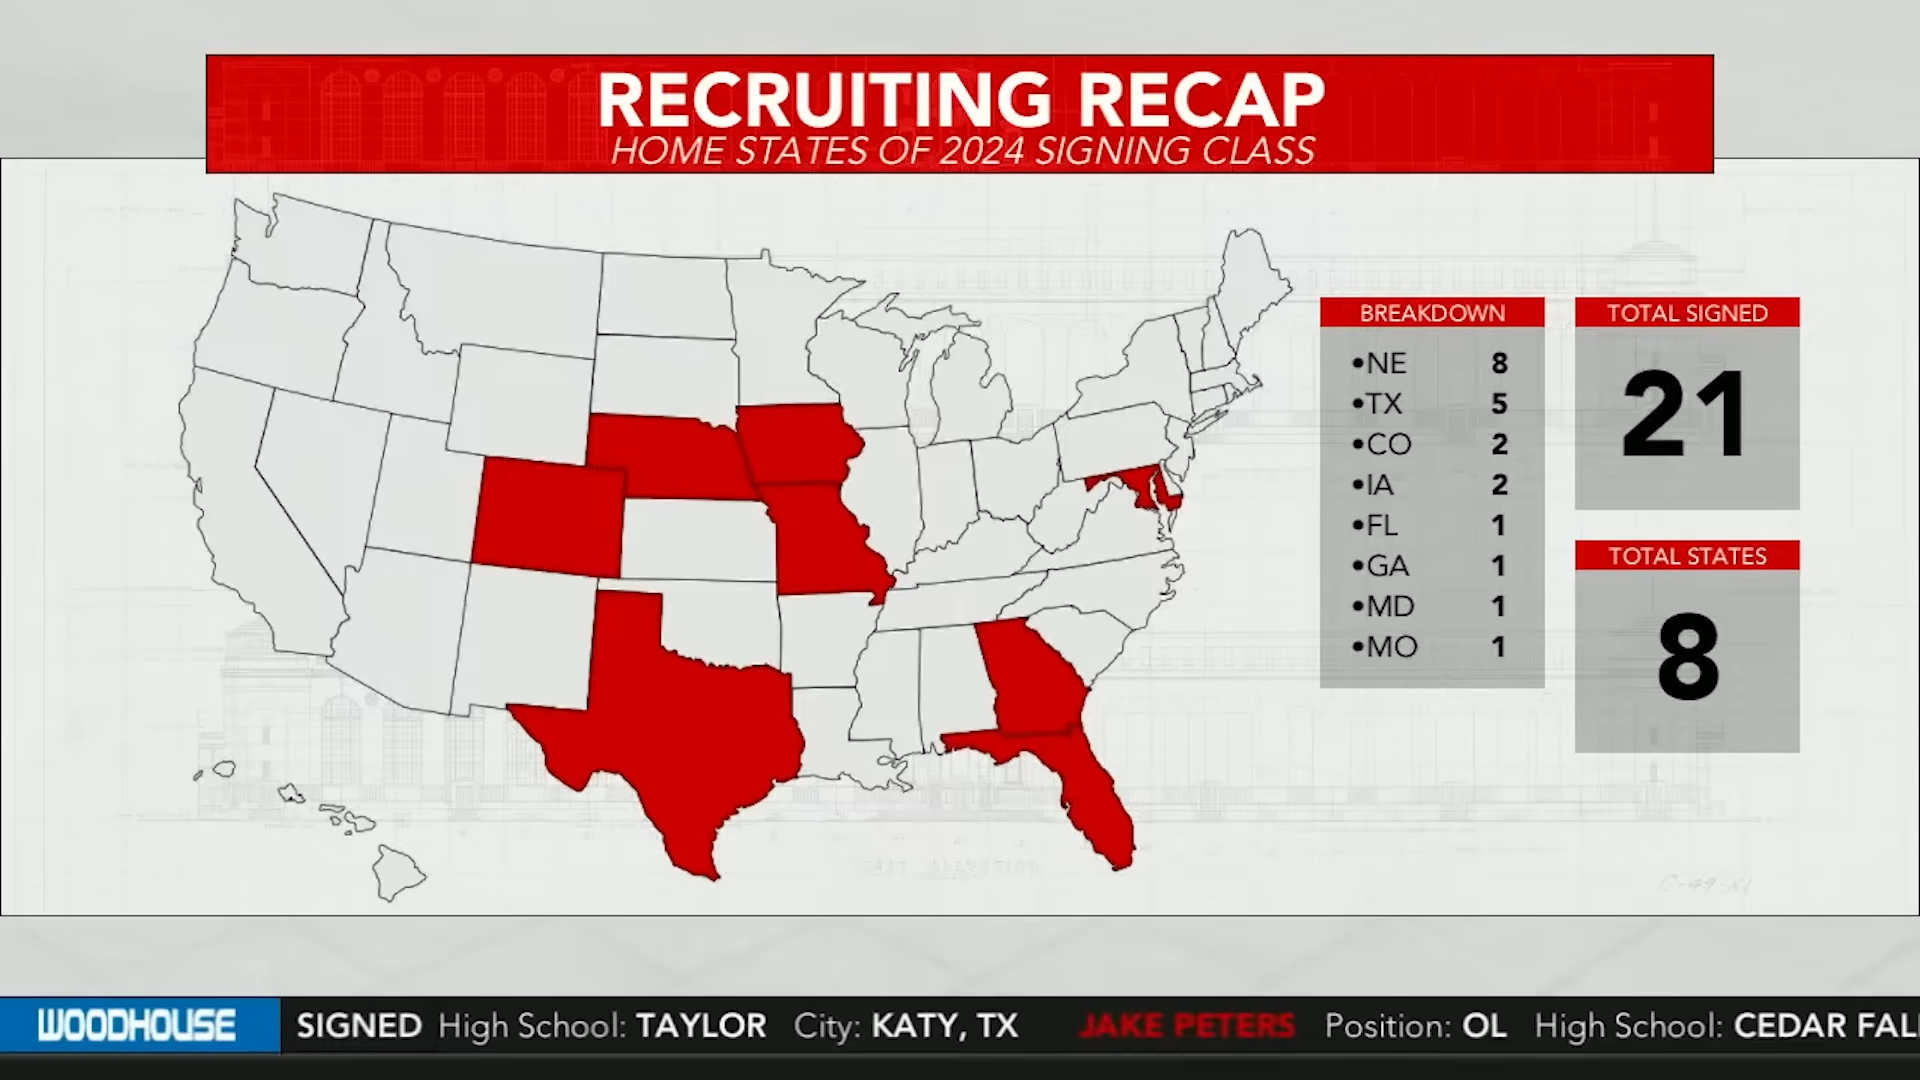 RECRUITING RECAP
HOME STATES OF 2024 SIGNING CLASS
BREAKDOWN
•NE 8
•TX 5
•CO 2
•IA 2
•FL 1
•GA 1
•MD 1
•MO 1
TOTAL SIGNED
21
TOTAL STATES
8
WOODHOUSE SIGNED High School: TAYLOR City: KATY, TX JAKE PETERS Position: OL High School: CEDAR FALL